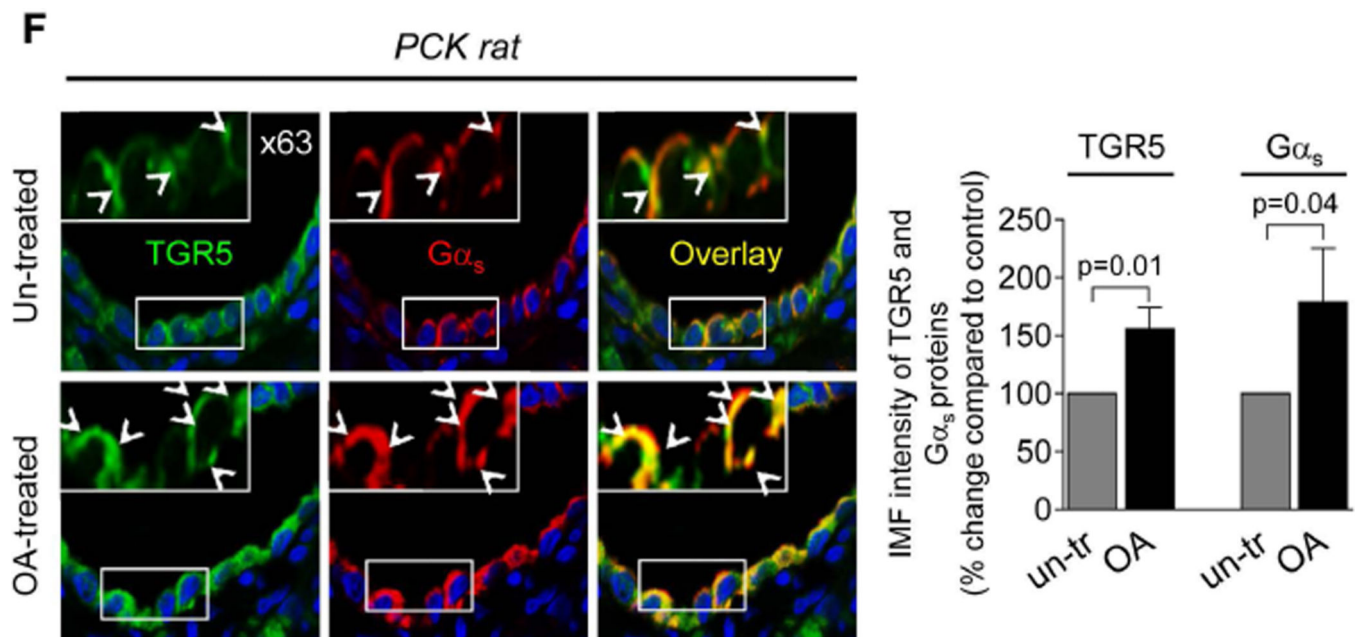 F
PCK rat
Un-treated
x63
TGR5
Gαs
Overlay
OA-treated
IMF intensity of TGR5 and
Gαs proteins
(% change compared to control)
TGR5
Gαs
p=0.01
p=0.04
250
200
150
100
50
0
un-tr
OA
un-tr
OA